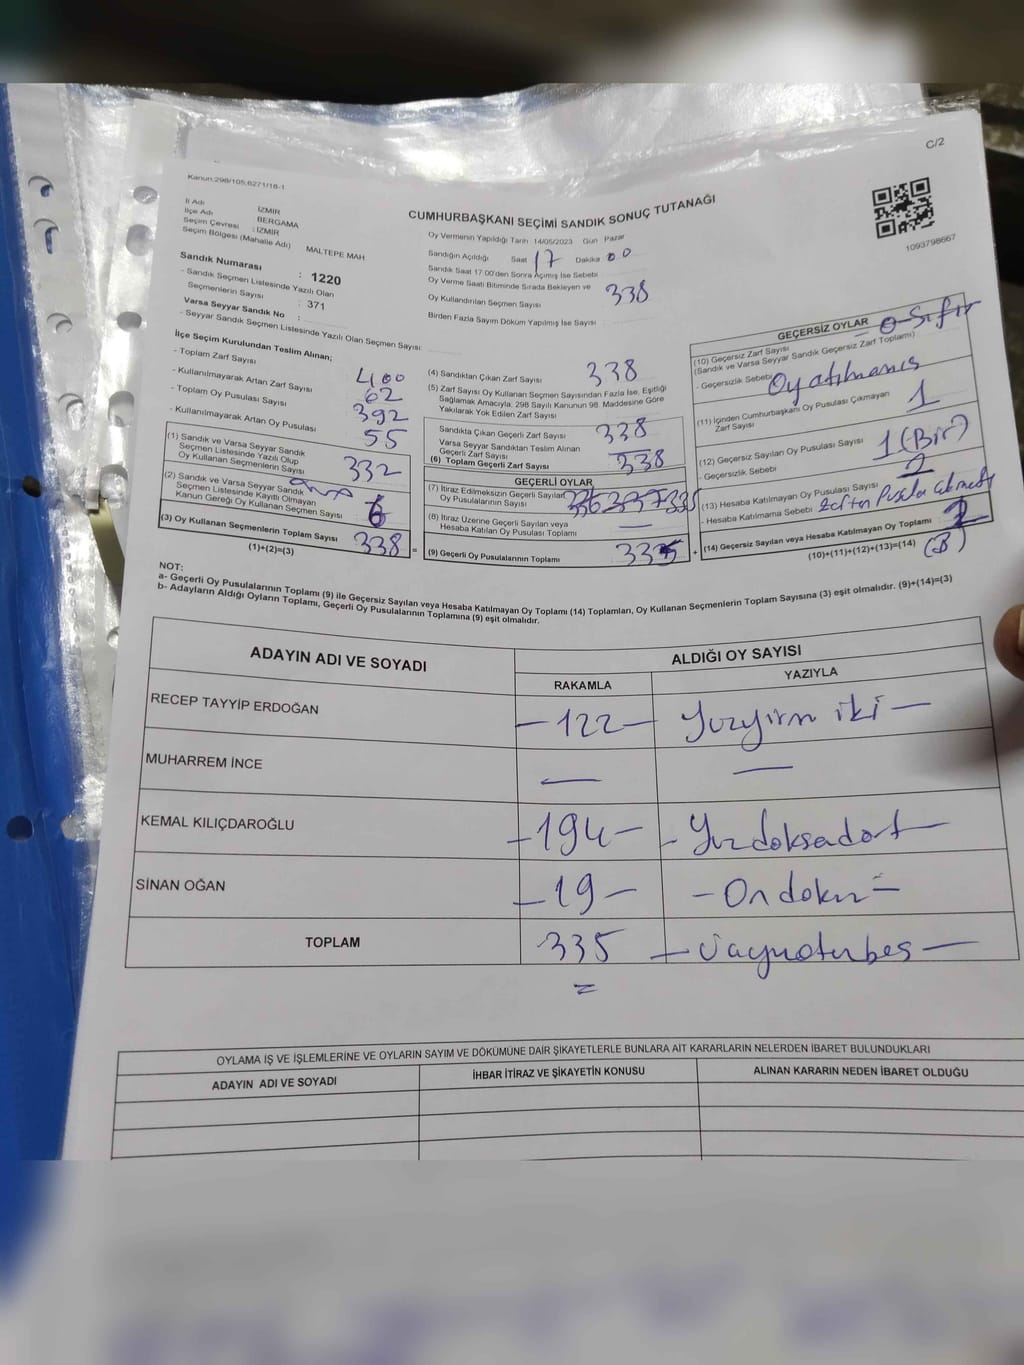 C/2
Kanun.298/105,6271/16-1
İl Adı : İZMİR
İlçe Adı : BERGAMA
Seçim Çevresi : İZMİR
Seçim Bölgesi (Mahalle Adı) MALTEPE MAH
CUMHURBAŞKANI SEÇİMİ SANDIK SONUÇ TUTANAĞI
1093798667
Sandık Numarası : 1220
- Sandık Seçmen Listesinde Yazılı Olan
Seçmenlerin Sayısı : 371
Varsa Seyyar Sandık No :
- Seyyar Sandık Seçmen Listesinde Yazılı Olan Seçmen Sayısı:
Oy Vermenin Yapıldığı Tarih 14/05/2023 Gün Pazar
Sandığın Açıldığı Saat 17 Dakika 00
Sandık Saat 17.00'den Sonra Açılmış İse Sebebi
Oy Verme Saati Bitiminde Sırada Bekleyen ve
Oy Kullandırılan Seçmen Sayısı 338
Birden Fazla Sayım Döküm Yapılmış İse Sayısı
İlçe Seçim Kurulundan Teslim Alınan;
- Toplam Zarf Sayısı 400
- Kullanılmayarak Artan Zarf Sayısı 62
- Toplam Oy Pusulası Sayısı 392
- Kullanılmayarak Artan Oy Pusulası 55
(1) Sandık ve Varsa Seyyar Sandık
Seçmen Listesinde Yazılı Olup
Oy Kullanan Seçmenlerin Sayısı 332
(2) Sandık ve Varsa Seyyar Sandık
Seçmen Listesinde Kayıtlı Olmayan
Kanun Gereği Oy Kullanan Seçmen Sayısı 6
(3) Oy Kullanan Seçmenlerin Toplam Sayısı 338 =
(1)+(2)=(3)
(4) Sandıktan Çıkan Zarf Sayısı 338
(5) Zarf Sayısı Oy Kullanan Seçmen Sayısından Fazla İse, Eşitliği
Sağlamak Amacıyla, 298 Sayılı Kanunun 98. Maddesine Göre
Yakılarak Yok Edilen Zarf Sayısı
Sandıkta Çıkan Geçerli Zarf Sayısı 338
Varsa Seyyar Sandıktan Teslim Alınan
Geçerli Zarf Sayısı
(6) Toplam Geçerli Zarf Sayısı 338
GEÇERLİ OYLAR
(7) İtiraz Edilmeksizin Geçerli Sayılan
Oy Pusulalarının Sayısı 336 337 335
(8) İtiraz Üzerine Geçerli Sayılan veya
Hesaba Katılan Oy Pusulası Toplamı —
(9) Geçerli Oy Pusulalarının Toplamı 335 +
GEÇERSİZ OYLAR
(10) Geçersiz Zarf Sayısı - 0 - Sıfır
(Sandık ve Varsa Seyyar Sandık Geçersiz Zarf Toplamı)
- Geçersizlik Sebebi Oy atılmamış
(11) İçinden Cumhurbaşkanı Oy Pusulası Çıkmayan
Zarf Sayısı 1
(12) Geçersiz Sayılan Oy Pusulası Sayısı 1 (Bir)
- Geçersizlik Sebebi
(13) Hesaba Katılmayan Oy Pusulası Sayısı 2
- Hesaba Katılmama Sebebi
(14) Geçersiz Sayılan veya Hesaba Katılmayan Oy Toplamı :
(10)+(11)+(12)+(13)=(14)
NOT:
a- Geçerli Oy Pusulalarının Toplamı (9) ile Geçersiz Sayılan veya Hesaba Katılmayan Oy Toplamı (14) Toplamları, Oy Kullanan Seçmenlerin Toplam Sayısına (3) eşit olmalıdır. (9)+(14)=(3)
b- Adayların Aldığı Oyların Toplamı, Geçerli Oy Pusulalarının Toplamına (9) eşit olmalıdır.
ADAYIN ADI VE SOYADI ALDIĞI OY SAYISI
RAKAMLA YAZIYLA
RECEP TAYYİP ERDOĞAN - 122 - Yüzyirm iki —
MUHARREM İNCE — —
KEMAL KILIÇDAROĞLU - 194 - - Yüzdoksadört —
SİNAN OĞAN - 19 - - On doku -
TOPLAM 335 - üçyüzoturbeş —
=
OYLAMA İŞ VE İŞLEMLERİNE VE OYLARIN SAYIM VE DÖKÜMÜNE DAİR ŞİKAYETLERLE BUNLARA AİT KARARLARIN NELERDEN İBARET BULUNDUKLARI
ADAYIN ADI VE SOYADI İHBAR İTİRAZ VE ŞİKAYETİN KONUSU ALINAN KARARIN NEDEN İBARET OLDUĞU